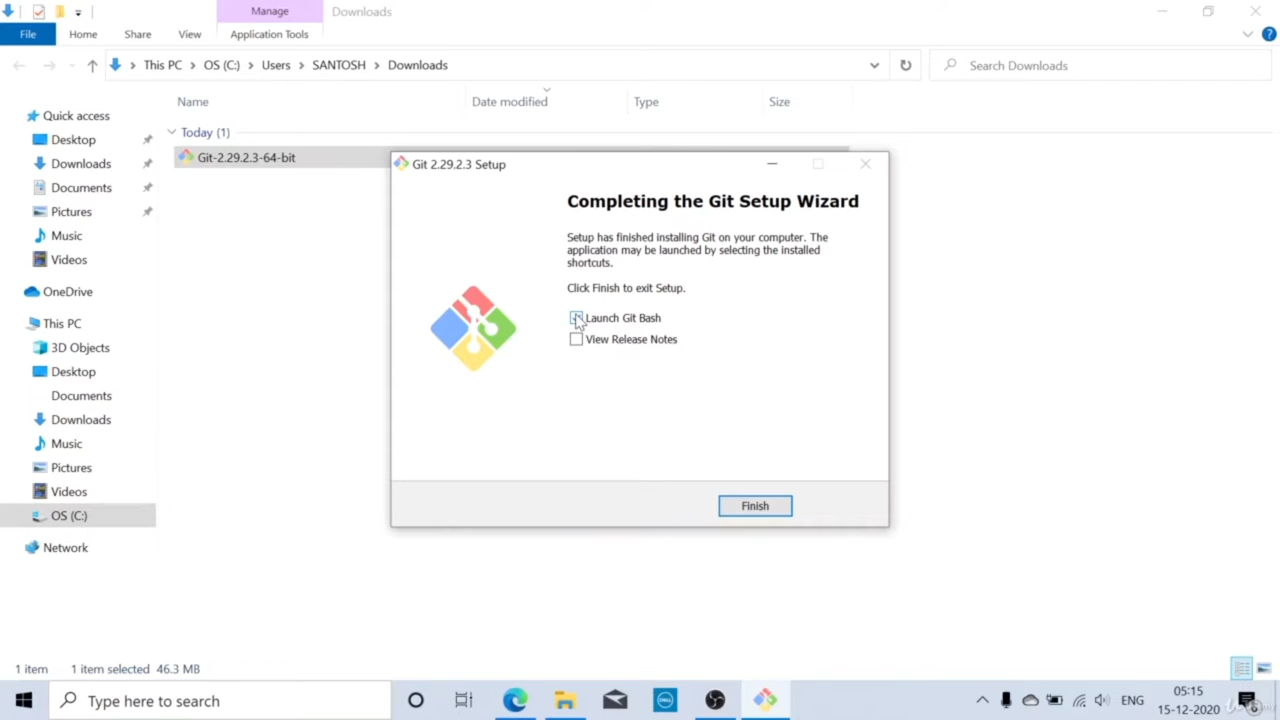 Manage
Downloads
File
Home
Share
View
Application Tools
This PC
OS (C:)
Users
SANTOSH
Downloads
Search Downloads
Name
Date modified
Type
Size
Quick access
Desktop
Downloads
Documents
Pictures
Music
Videos
OneDrive
This PC
3D Objects
Desktop
Documents
Downloads
Music
Pictures
Videos
OS (C:)
Network
Today (1)
Git-2.29.2.3-64-bit
Git 2.29.2.3 Setup
Completing the Git Setup Wizard
Setup has finished installing Git on your computer. The
application may be launched by selecting the installed
shortcuts.
Click Finish to exit Setup.
Launch Git Bash
View Release Notes
Finish
1 item
1 item selected 46.3 MB
Type here to search
DELL
ENG
05:15
15-12-2020